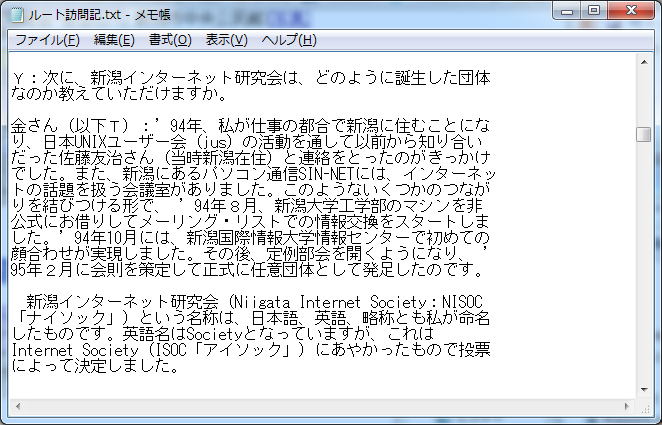 ルート訪問記.txt - メモ帳
ファイル(F) 編集(E) 書式(O) 表示(V) ヘルプ(H)
Ｙ：次に、新潟インターネット研究会は、どのように誕生した団体
なのか教えていただけますか。
金さん（以下Ｔ）：’94年、私が仕事の都合で新潟に住むことにな
り、日本UNIXユーザー会（jus）の活動を通して以前から知り合い
だった佐藤友治さん（当時新潟在住）と連絡をとったのがきっかけ
でした。また、新潟にあるパソコン通信SIN-NETには、インターネッ
トの話題を扱う会議室がありました。このようないくつかのつなが
りを結びつける形で、’94年８月、新潟大学工学部のマシンを非
公式にお借りしてメーリング・リストでの情報交換をスタートしま
した。’94年10月には、新潟国際情報大学情報センターで初めての
顔合わせが実現しました。その後、定例部会を開くようになり、’
95年２月に会則を策定して正式に任意団体として発足したのです。
　新潟インターネット研究会（Niigata Internet Society：NISOC
「ナイソック」）という名称は、日本語、英語、略称とも私が命名
したものです。英語名はSocietyとなっていますが、これは
Internet Society（ISOC「アイソック」）にあやかったもので投票
によって決定しました。